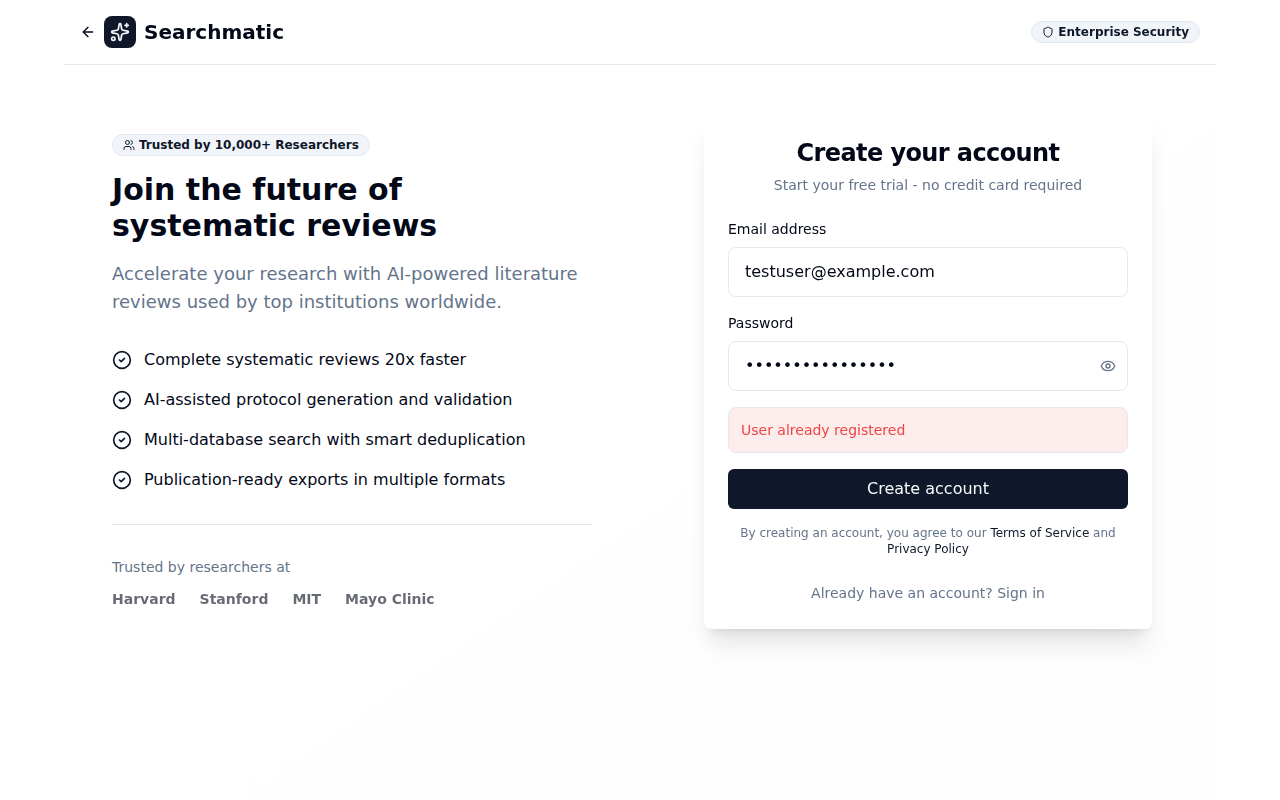 Searchmatic
Enterprise Security
Trusted by 10,000+ Researchers
Join the future of
systematic reviews
Accelerate your research with AI-powered literature
reviews used by top institutions worldwide.
Complete systematic reviews 20x faster
AI-assisted protocol generation and validation
Multi-database search with smart deduplication
Publication-ready exports in multiple formats
Trusted by researchers at
Harvard Stanford MIT Mayo Clinic
Create your account
Start your free trial - no credit card required
Email address
testuser@example.com
Password
•••••••••••••••
User already registered
Create account
By creating an account, you agree to our Terms of Service and
Privacy Policy
Already have an account? Sign in